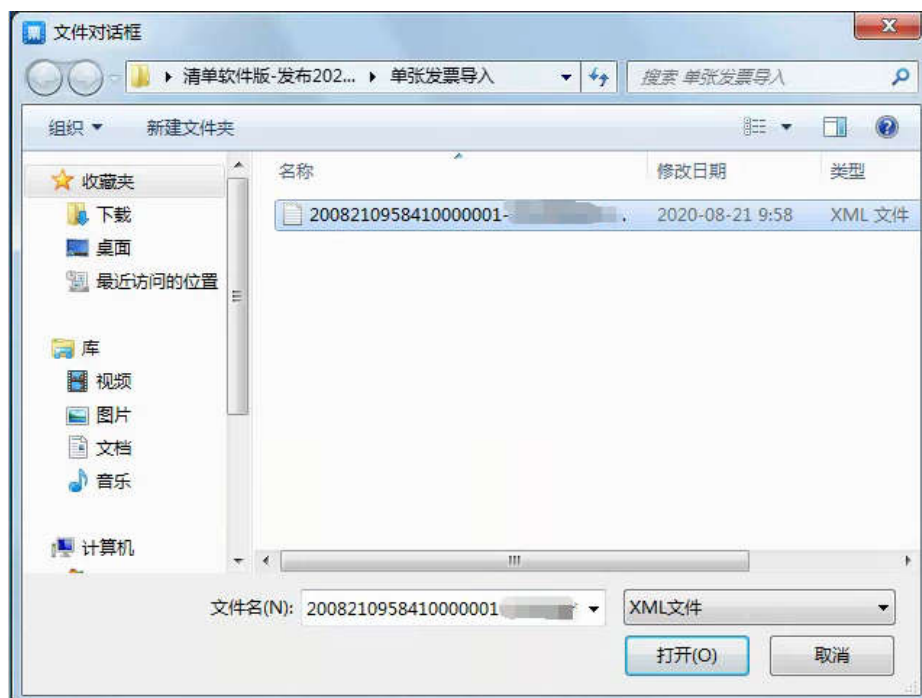 文件对话框
清单软件版-发布202... 单张发票导入 搜索 单张发票导入
组织 新建文件夹
名称 修改日期 类型
收藏夹
2008210958410000001- . 2020-08-21 9:58 XML 文件
下载
桌面
最近访问的位置
库
视频
图片
文档
音乐
计算机
文件名(N): 2008210958410000001 XML文件
打开(O) 取消